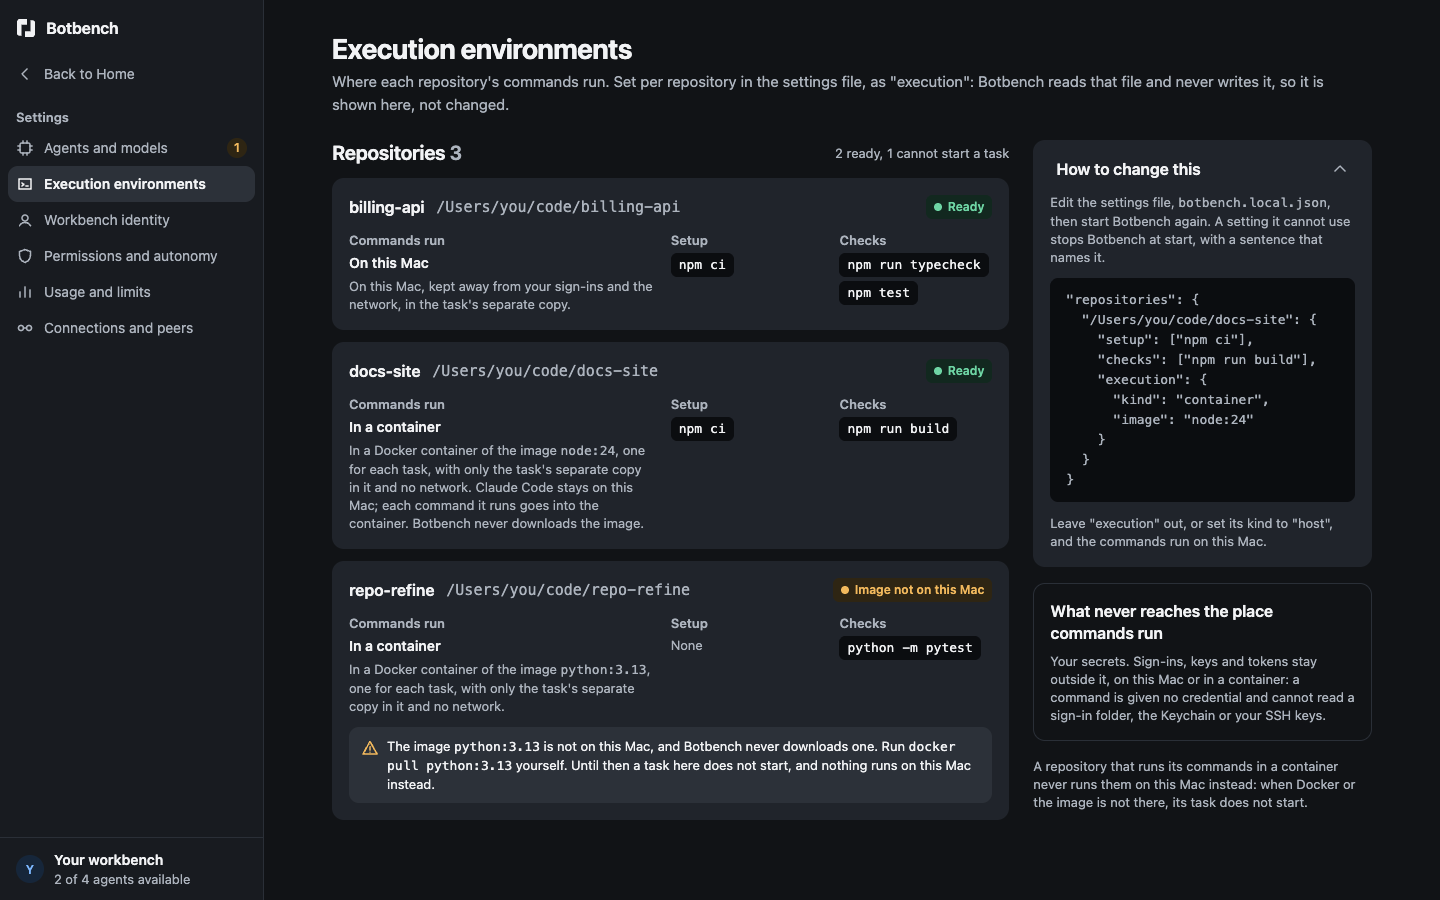 Botbench
Back to Home
Settings
Agents and models 1
Execution environments
Workbench identity
Permissions and autonomy
Usage and limits
Connections and peers
Your workbench
Y
2 of 4 agents available
Execution environments
Where each repository's commands run. Set per repository in the settings file, as "execution": Botbench reads that file and never writes it, so it is
shown here, not changed.
Repositories 3
2 ready, 1 cannot start a task
billing-api /Users/you/code/billing-api
Ready
Commands run
On this Mac
On this Mac, kept away from your sign-ins and the
network, in the task's separate copy.
Setup
npm ci
Checks
npm run typecheck
npm test
docs-site /Users/you/code/docs-site
Ready
Commands run
In a container
In a Docker container of the image node:24, one
for each task, with only the task's separate copy
in it and no network. Claude Code stays on this
Mac; each command it runs goes into the
container. Botbench never downloads the image.
Setup
npm ci
Checks
npm run build
repo-refine /Users/you/code/repo-refine
Image not on this Mac
Commands run
In a container
In a Docker container of the image python:3.13,
one for each task, with only the task's separate
copy in it and no network.
Setup
None
Checks
python -m pytest
The image python:3.13 is not on this Mac, and Botbench never downloads one. Run docker
pull python:3.13 yourself. Until then a task here does not start, and nothing runs on this Mac
instead.
How to change this
Edit the settings file, botbench.local.json,
then start Botbench again. A setting it cannot use
stops Botbench at start, with a sentence that
names it.
"repositories": {
"/Users/you/code/docs-site": {
"setup": ["npm ci"],
"checks": ["npm run build"],
"execution": {
"kind": "container",
"image": "node:24"
}
}
}
Leave "execution" out, or set its kind to "host",
and the commands run on this Mac.
What never reaches the place
commands run
Your secrets. Sign-ins, keys and tokens stay
outside it, on this Mac or in a container: a
command is given no credential and cannot read a
sign-in folder, the Keychain or your SSH keys.
A repository that runs its commands in a container
never runs them on this Mac instead: when Docker or
the image is not there, its task does not start.